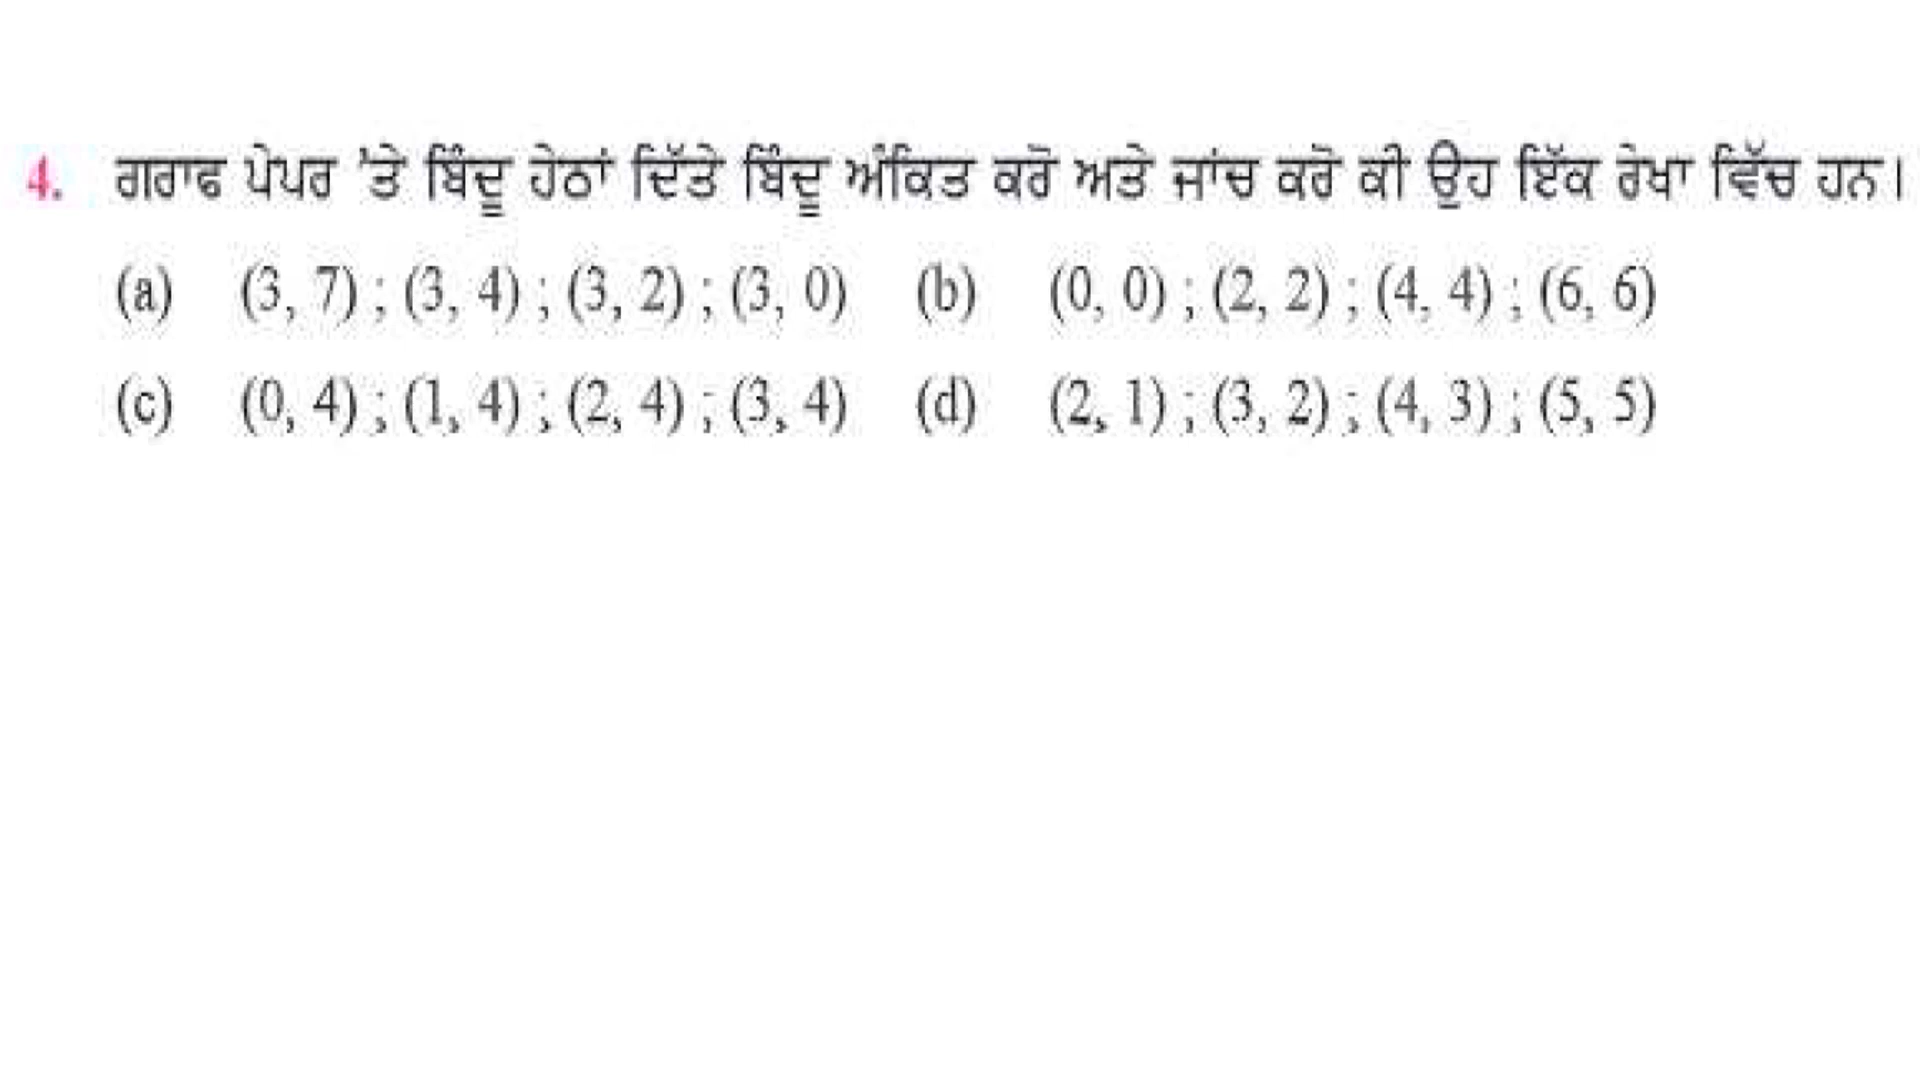 4. ਗਰਾਫ ਪੇਪਰ 'ਤੇ ਬਿੰਦੂ ਹੇਠਾਂ ਦਿੱਤੇ ਬਿੰਦੂ ਅੰਕਿਤ ਕਰੋ ਅਤੇ ਜਾਂਚ ਕਰੋ ਕੀ ਉਹ ਇੱਕ ਰੇਖਾ ਵਿੱਚ ਹਨ।
(a) (3, 7) ; (3, 4) ; (3, 2) ; (3, 0) (b) (0, 0) ; (2, 2) ; (4, 4) ; (6, 6)
(c) (0, 4) ; (1, 4) ; (2, 4) ; (3, 4) (d) (2, 1) ; (3, 2) ; (4, 3) ; (5, 5)